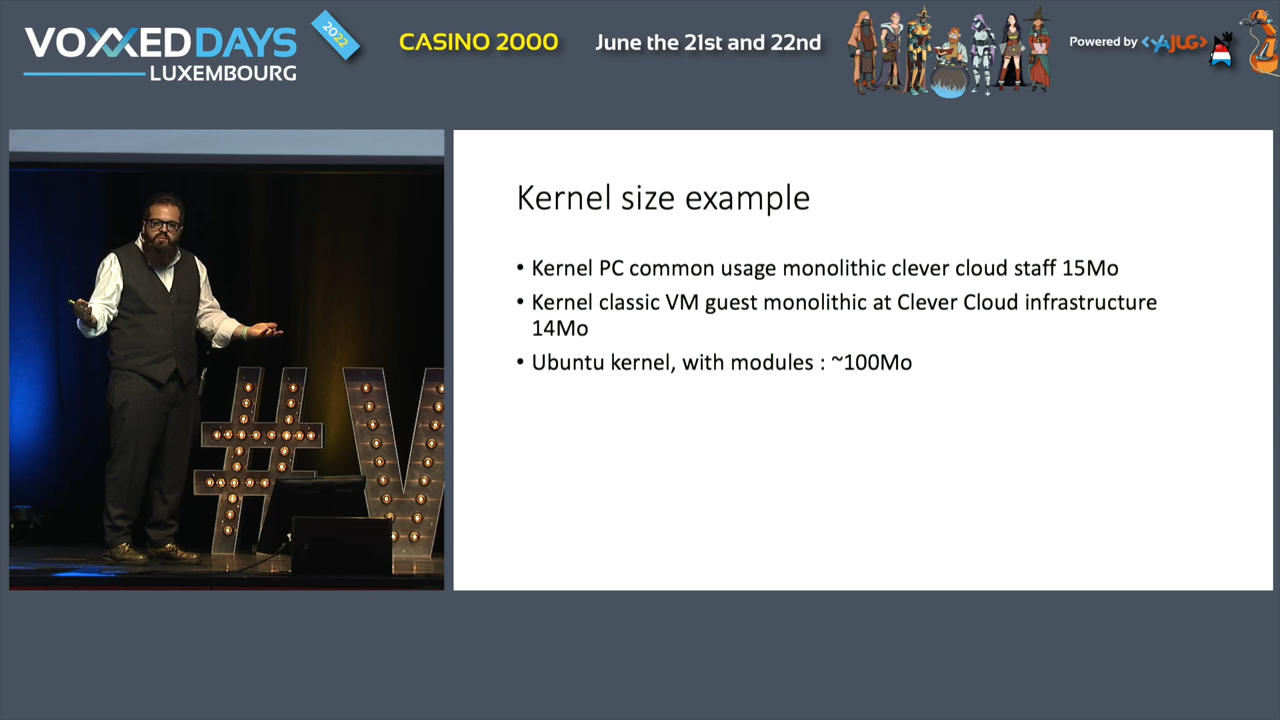 VOXXEDDAYS
LUXEMBOURG
2022
CASINO 2000
June the 21st and 22nd
Powered by <YAJUG>
Kernel size example
• Kernel PC common usage monolithic clever cloud staff 15Mo
• Kernel classic VM guest monolithic at Clever Cloud infrastructure
14Mo
• Ubuntu kernel, with modules : ~100Mo
#V